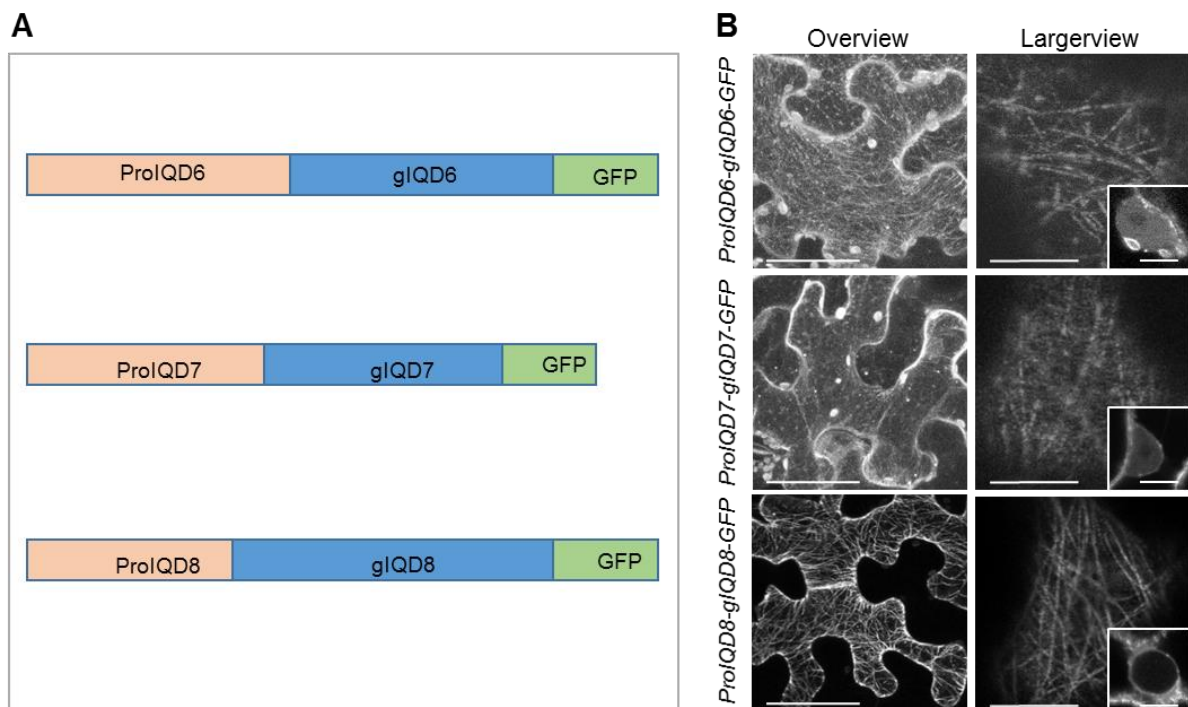 A
ProIQD6 gIQD6 GFP
ProIQD7 gIQD7 GFP
ProIQD8 gIQD8 GFP
B
Overview Largerview
ProIQD6-gIQD6-GFP
ProIQD7-gIQD7-GFP
ProIQD8-gIQD8-GFP